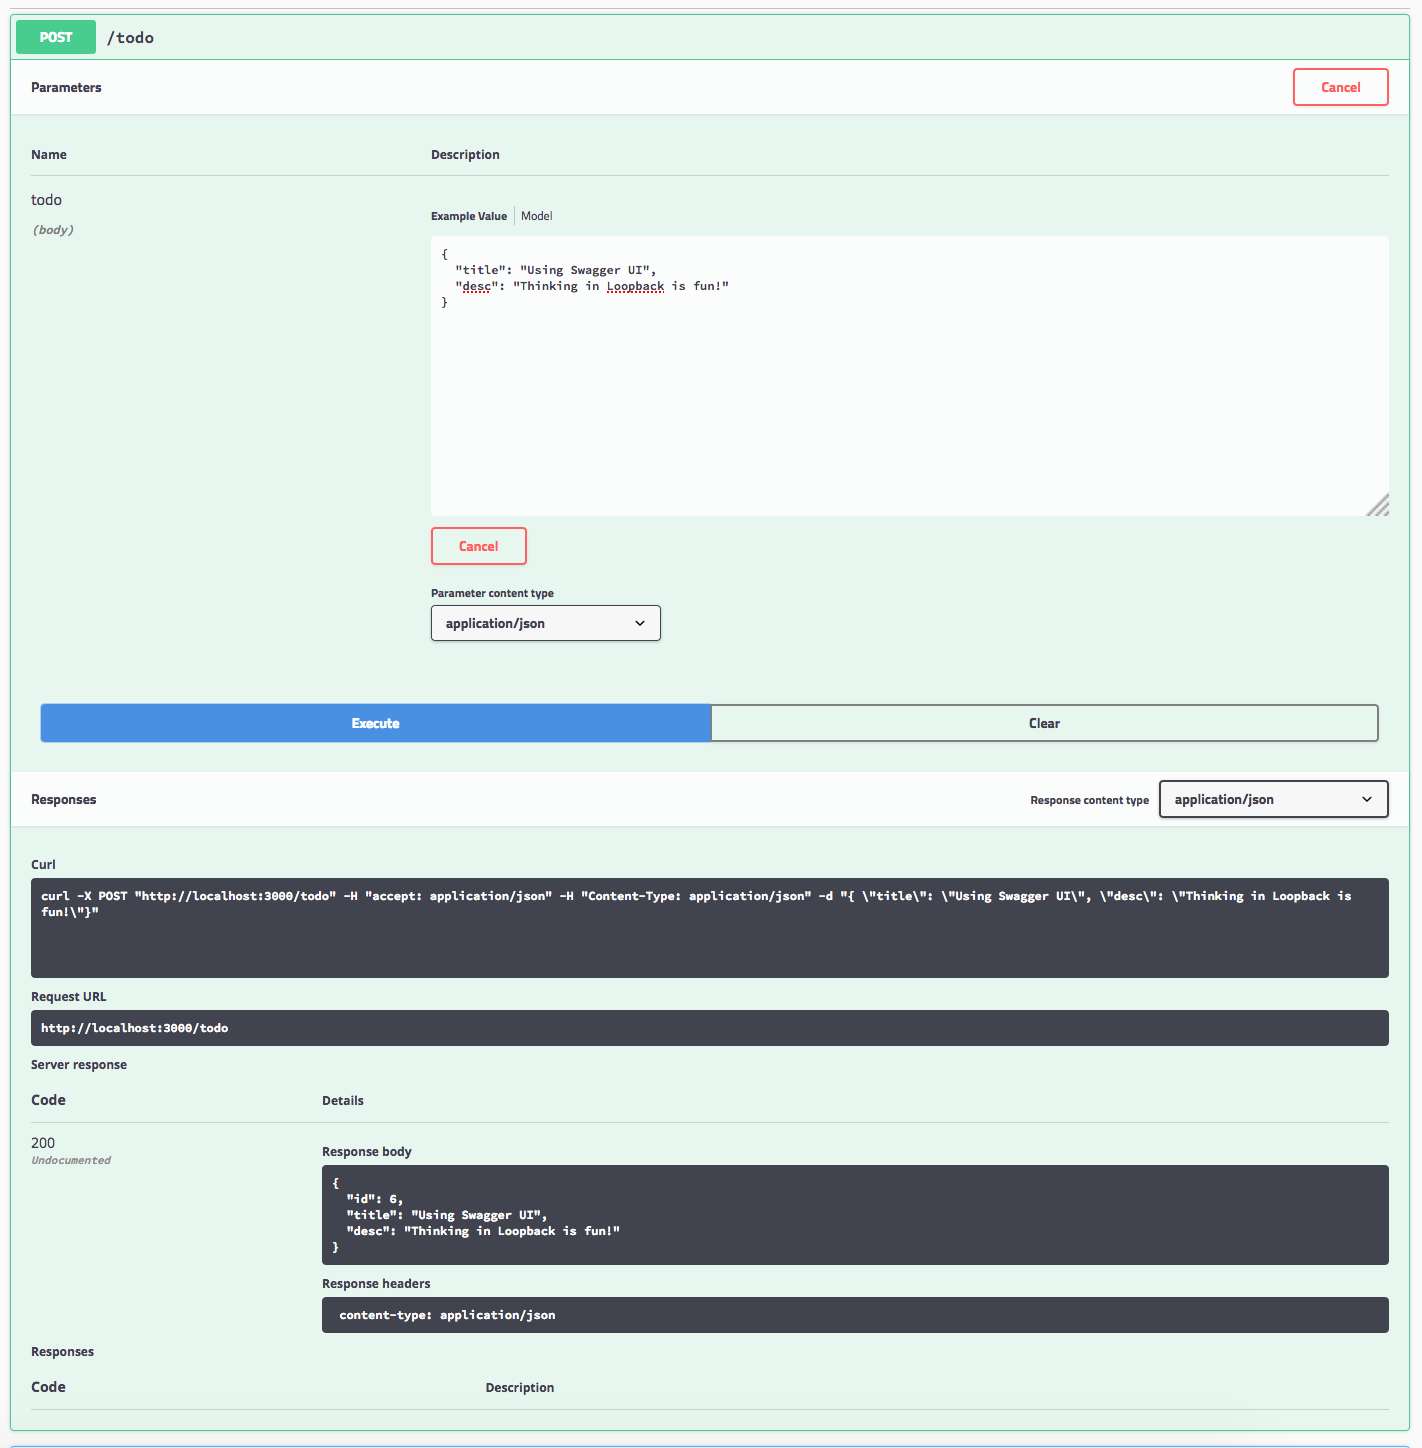 POST /todo
Parameters Cancel
Name Description
todo
(body)
Example Value Model
{
  "title": "Using Swagger UI",
  "desc": "Thinking in Loopback is fun!"
}
Cancel
Parameter content type
application/json
Execute Clear
Responses Response content type application/json
Curl
curl -X POST "http://localhost:3000/todo" -H "accept: application/json" -H "Content-Type: application/json" -d "{ \"title\": \"Using Swagger UI\", \"desc\": \"Thinking in Loopback is
fun!\"}"
Request URL
http://localhost:3000/todo
Server response
Code Details
200
Undocumented
Response body
{
  "id": 6,
  "title": "Using Swagger UI",
  "desc": "Thinking in Loopback is fun!"
}
Response headers
content-type: application/json
Responses
Code Description